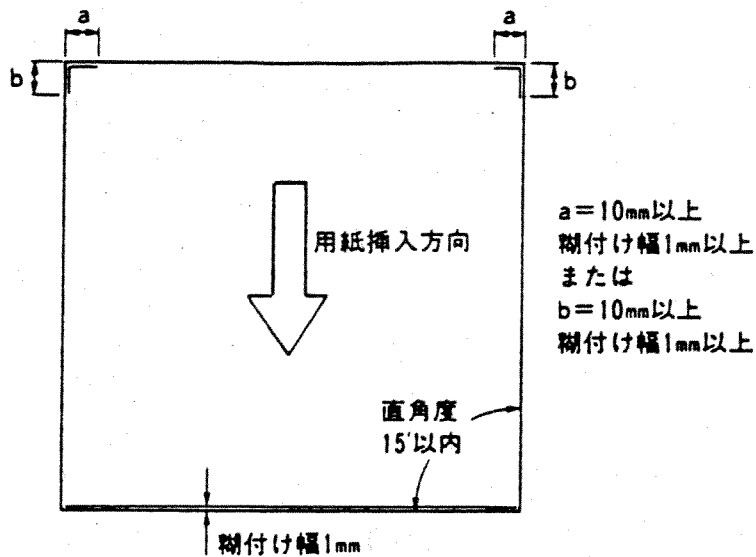 a
a
b
b
用紙挿入方向
a=10mm以上
糊付け幅1mm以上
または
b=10mm以上
糊付け幅1mm以上
直角度
15′以内
糊付け幅1mm